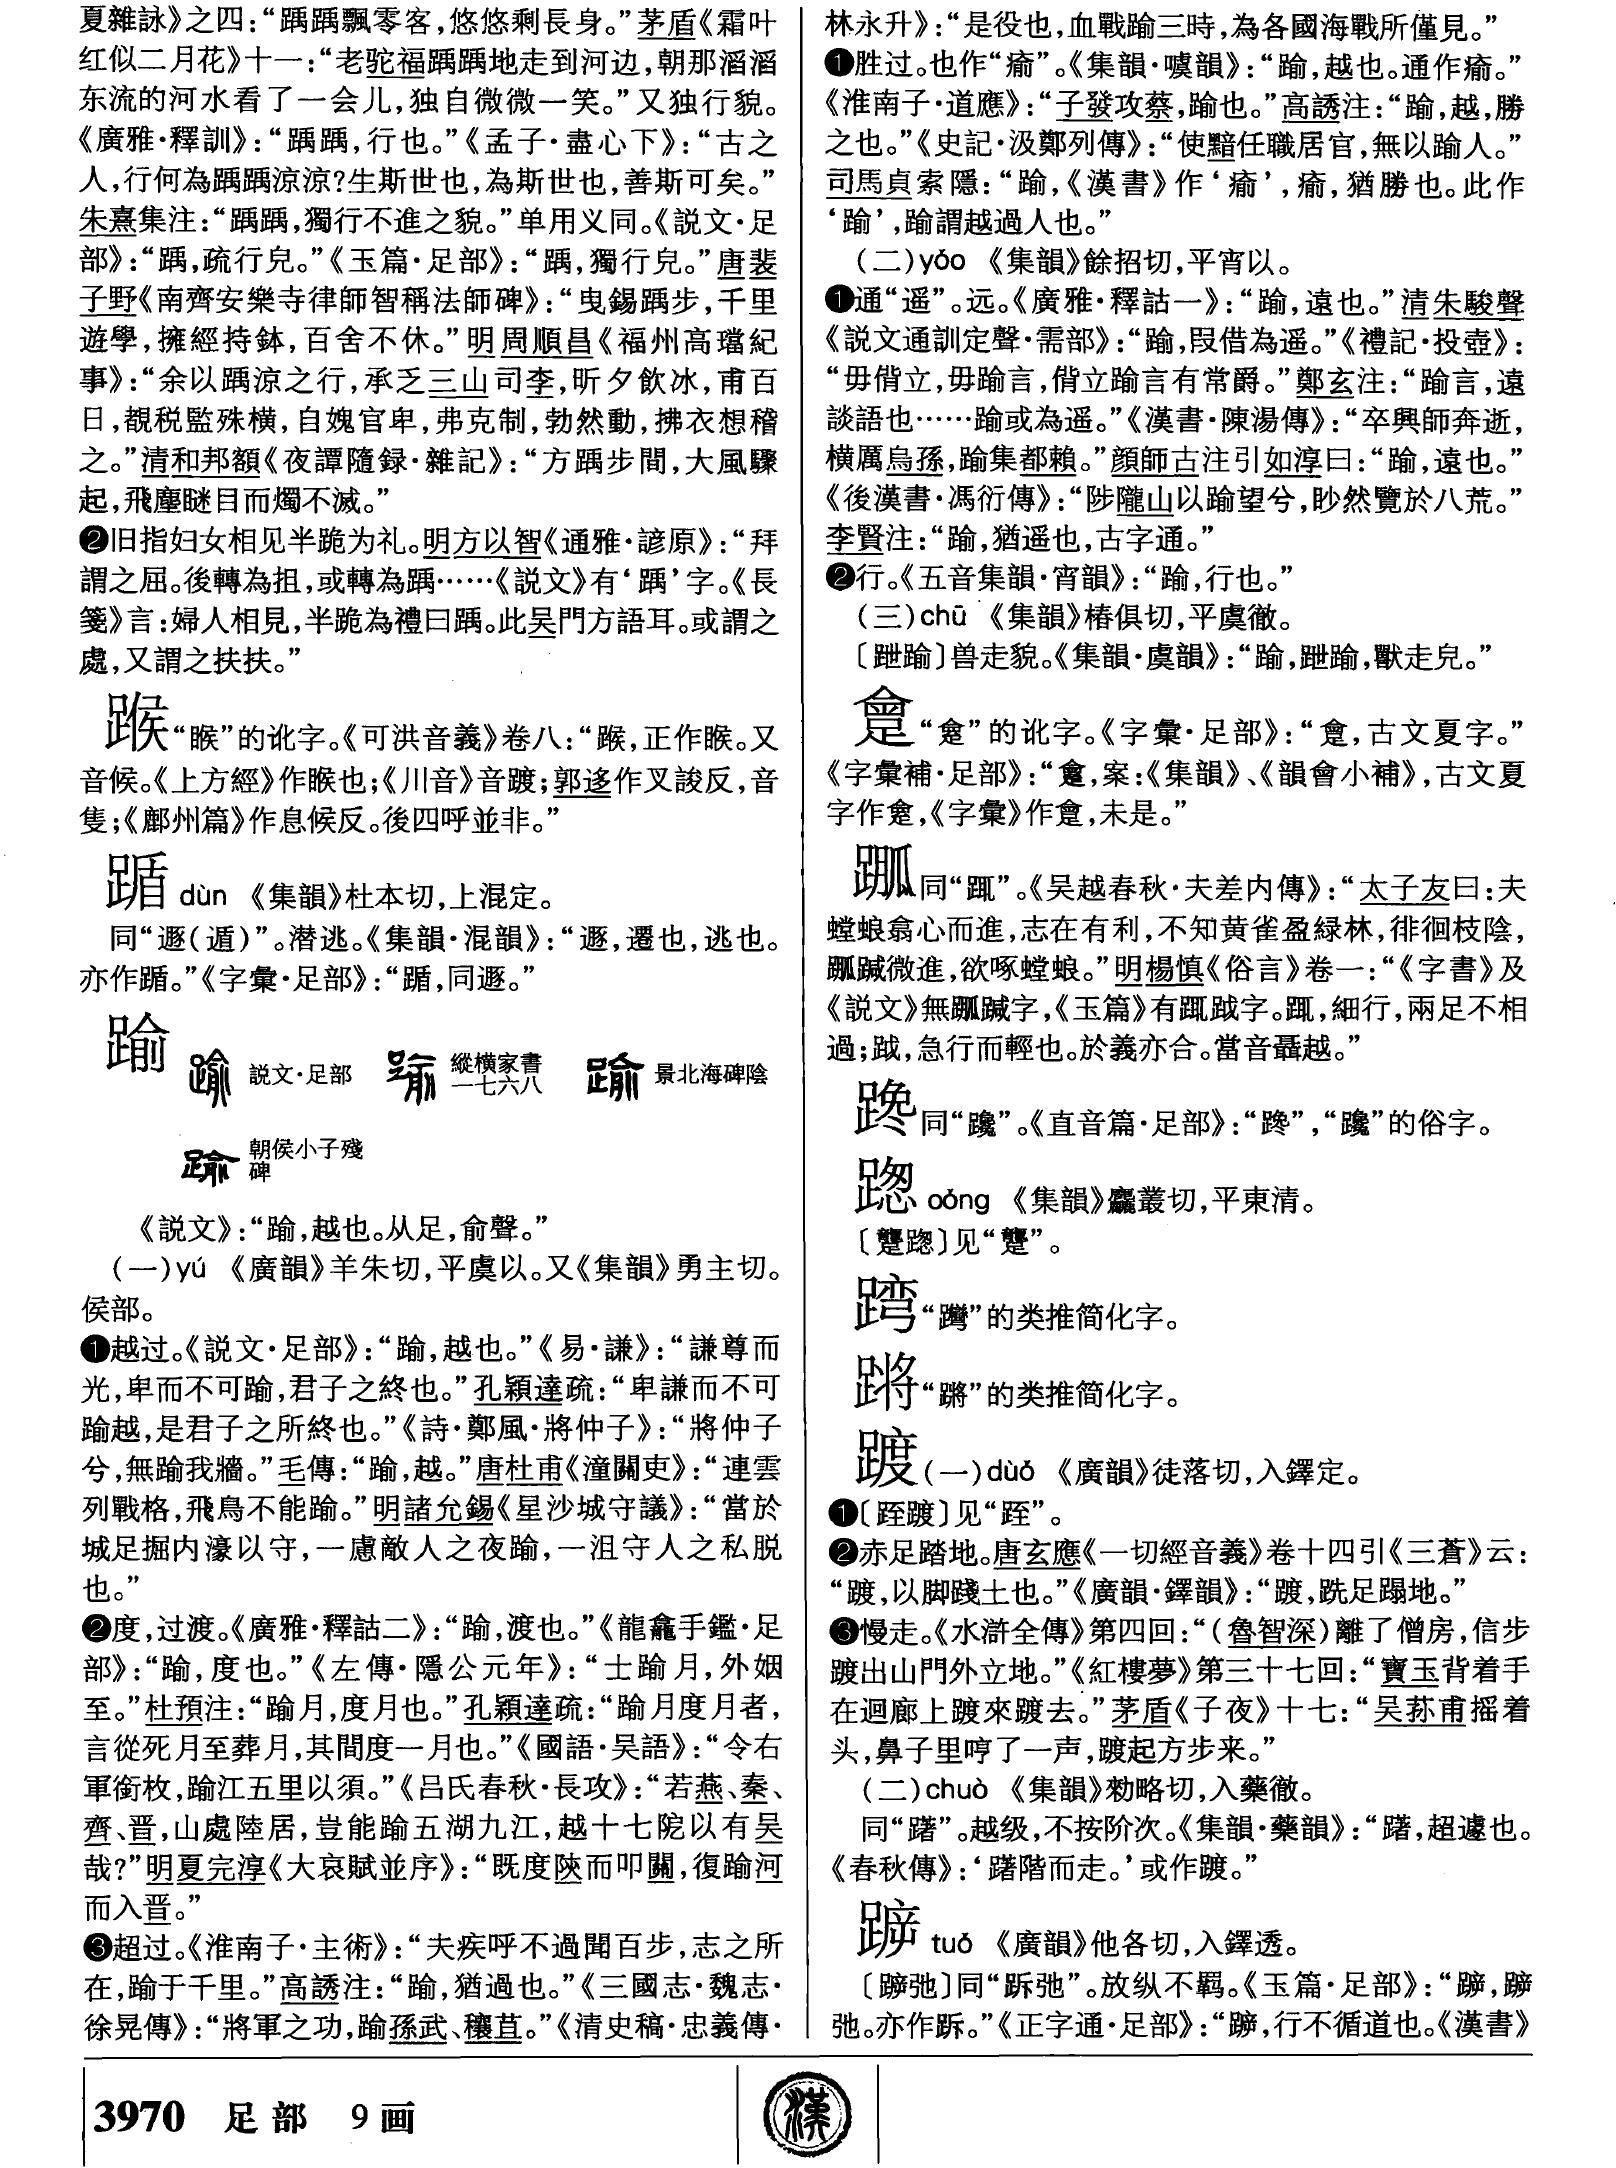 夏雜詠》之四：“踽踽飄零客，悠悠剩長身。”茅盾《霜叶
红似二月花》十一：“老驼福踽踽地走到河边，朝那滔滔
东流的河水看了一会儿，独自微微一笑。”又独行貌。
《廣雅·釋訓》：“踽踽，行也。”《孟子·盡心下》：“古之
人，行何為踽踽涼涼？生斯世也，為斯世也，善斯可矣。”
朱熹集注：“踽踽，獨行不進之貌。”单用义同。《説文·足
部》：“踽，疏行皃。”《玉篇·足部》：“踽，獨行皃。”唐裴
子野《南齊安樂寺律師智稱法師碑》：“曳錫踽步，千里
遊學，擁經持鉢，百舍不休。”明周順昌《福州高璫紀
事》：“余以踽涼之行，承乏三山司李，昕夕飲冰，甫百
日，覩税監殊横，自媿官卑，弗克制，勃然動，拂衣想稽
之。”清和邦額《夜譚隨録·雜記》：“方踽步間，大風驟
起，飛塵瞇目而燭不滅。”
❷旧指妇女相见半跪为礼。明方以智《通雅·諺原》：“拜
謂之屈。後轉為抯，或轉為踽……《説文》有‘踽’字。《長
箋》言：婦人相見，半跪為禮曰踽。此吴門方語耳。或謂之
處，又謂之扶扶。”
䠗“睺”的讹字。《可洪音義》卷八：“䠗，正作睺。又
音候。《上方經》作睺也；《川音》音踱；郭迻作叉詨反，音
隻；《鄜州篇》作息候反。後四呼並非。”
踲 dùn 《集韻》杜本切，上混定。
同“遯（遁）”。潜逃。《集韻·混韻》：“遯，遷也，逃也。
亦作踲。”《字彙·足部》：“踲，同遯。”
踰 説文·足部 縱横家書一七六八 景北海碑陰
朝侯小子殘碑
《説文》：“踰，越也。从足，俞聲。”
（一）yú 《廣韻》羊朱切，平虞以。又《集韻》勇主切。
侯部。
❶越过。《説文·足部》：“踰，越也。”《易·謙》：“謙尊而
光，卑而不可踰，君子之終也。”孔穎達疏：“卑謙而不可
踰越，是君子之所終也。”《詩·鄭風·將仲子》：“將仲子
兮，無踰我牆。”毛傳：“踰，越。”唐杜甫《潼關吏》：“連雲
列戰格，飛鳥不能踰。”明諸允錫《星沙城守議》：“當於
城足掘内濠以守，一慮敵人之夜踰，一沮守人之私脱
也。”
❷度，过渡。《廣雅·釋詁二》：“踰，渡也。”《龍龕手鑑·足
部》：“踰，度也。”《左傳·隱公元年》：“士踰月，外姻
至。”杜預注：“踰月，度月也。”孔穎達疏：“踰月度月者，
言從死月至葬月，其間度一月也。”《國語·吴語》：“令右
軍銜枚，踰江五里以須。”《吕氏春秋·長攻》：“若燕、秦、
齊、晋，山處陸居，豈能踰五湖九江，越十七阸以有吴
哉？”明夏完淳《大哀賦並序》：“既度陜而叩關，復踰河
而入晋。”
❸超过。《淮南子·主術》：“夫疾呼不過聞百步，志之所
在，踰于千里。”高誘注：“踰，猶過也。”《三國志·魏志·
徐晃傳》：“將軍之功，踰孫武、穰苴。”《清史稿·忠義傳·
林永升》：“是役也，血戰踰三時，為各國海戰所僅見。”
❶胜过。也作“瘉”。《集韻·噳韻》：“踰，越也。通作瘉。”
《淮南子·道應》：“子發攻蔡，踰也。”高誘注：“踰，越，勝
之也。”《史記·汲鄭列傳》：“使黯任職居官，無以踰人。”
司馬貞索隱：“踰，《漢書》作‘瘉’，瘉，猶勝也。此作
‘踰’，踰謂越過人也。”
（二）yáo 《集韻》餘招切，平宵以。
❶通“遥”。远。《廣雅·釋詁一》：“踰，遠也。”清朱駿聲
《説文通訓定聲·需部》：“踰，叚借為遥。”《禮記·投壺》：
“毋偝立，毋踰言，偝立踰言有常爵。”鄭玄注：“踰言，遠
談語也……踰或為遥。”《漢書·陳湯傳》：“卒興師奔逝，
横厲烏孫，踰集都賴。”顔師古注引如淳曰：“踰，遠也。”
《後漢書·馮衍傳》：“陟隴山以踰望兮，眇然覽於八荒。”
李賢注：“踰，猶遥也，古字通。”
❷行。《五音集韻·宵韻》：“踰，行也。”
（三）chū 《集韻》椿俱切，平虞徹。
〔跇踰〕兽走貌。《集韻·虞韻》：“踰，跇踰，獸走皃。”
“𡕾”的讹字。《字彙·足部》：“，古文夏字。”
《字彙補·足部》：“，案：《集韻》、《韻會小補》，古文夏
字作，《字彙》作，未是。”
同“”。《吴越春秋·夫差内傳》：“太子友曰：夫
螳蜋翕心而進，志在有利，不知黄雀盈緑林，徘徊枝陰，
微進，欲啄螳蜋。”明楊慎《俗言》卷一：“《字書》及
《説文》無字，《玉篇》有字。，細行，兩足不相
過；䟠，急行而輕也。於義亦合。當音聶越。”
同“躔”。《直音篇·足部》：“”，“”的俗字。
踿 cōng 《集韻》麤叢切，平東清。
〔〕见“”。
“”的类推简化字。
“蹡”的类推简化字。
踱（一）duó 《廣韻》徒落切，入鐸定。
❶〔跮踱〕见“跮”。
❷赤足踏地。唐玄應《一切經音義》卷十四引《三蒼》云：
“踱，以脚踐土也。”《廣韻·鐸韻》：“踱，跣足蹋地。”
❸慢走。《水滸全傳》第四回：“（魯智深）離了僧房，信步
踱出山門外立地。”《紅樓夢》第三十七回：“寶玉背着手
在迴廊上踱來踱去。”茅盾《子夜》十七：“吴荪甫摇着
头，鼻子里哼了一声，踱起方步来。”
（二）chuò 《集韻》勑略切，入藥徹。
同“躇”。越级，不按阶次。《集韻·藥韻》：“躇，超遽也。
《春秋傳》：‘躇階而走。’或作踱。”
tuò 《廣韻》他各切，入鐸透。
〔弛〕同“跅弛”。放纵不羁。《玉篇·足部》：“，
弛。亦作跅。”《正字通·足部》：“，行不循道也。《漢書》
3970 足部 9画
漢